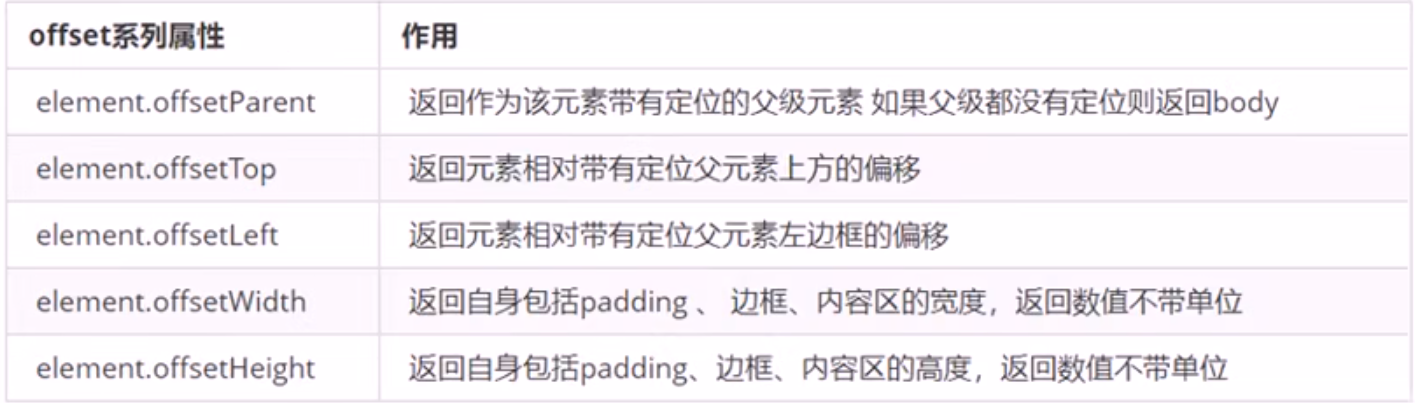 offset系列属性 作用
element.offsetParent 返回作为该元素带有定位的父级元素 如果父级都没有定位则返回body
element.offsetTop 返回元素相对带有定位父元素上方的偏移
element.offsetLeft 返回元素相对带有定位父元素左边框的偏移
element.offsetWidth 返回自身包括padding 、 边框、内容区的宽度，返回数值不带单位
element.offsetHeight 返回自身包括padding、边框、内容区的高度，返回数值不带单位